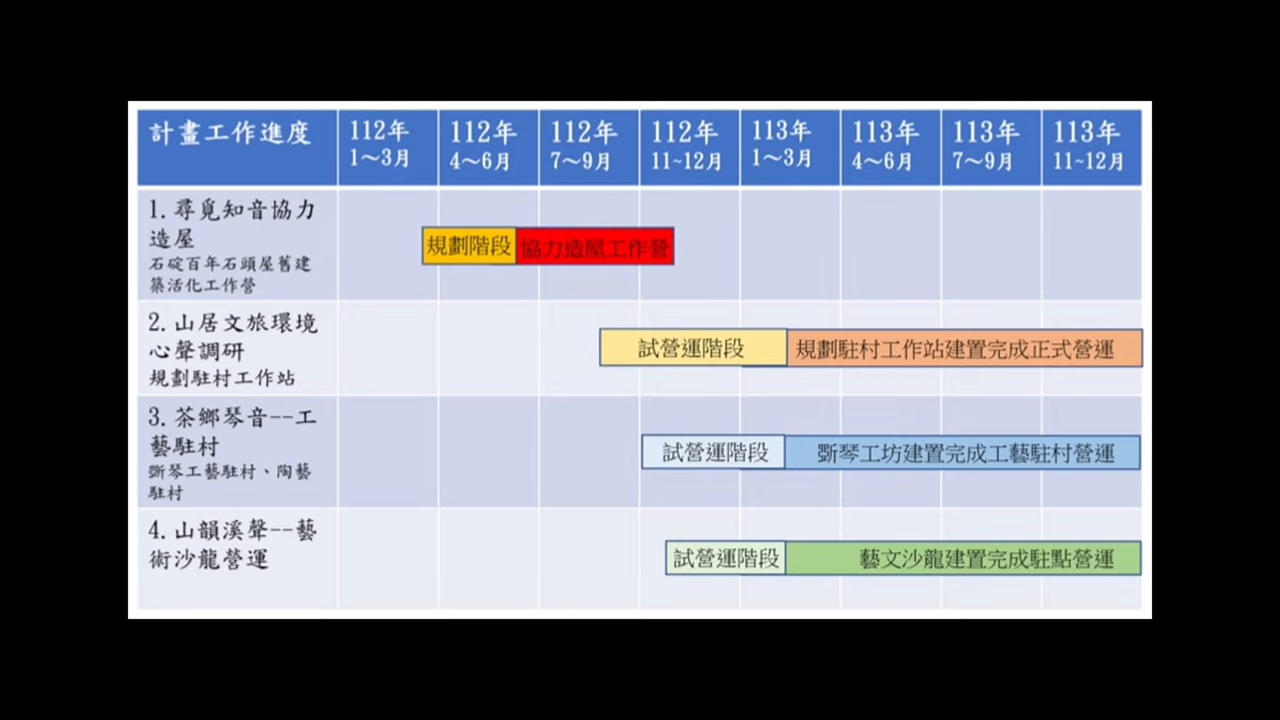 計畫工作進度
112年
1～3月
112年
4～6月
112年
7～9月
112年
11~12月
113年
1～3月
113年
4～6月
113年
7～9月
113年
11~12月
1. 尋覓知音協力
造屋
石碇百年石頭屋舊建
築活化工作營
規劃階段
協力造屋工作營
2. 山居文旅環境
心聲調研
規劃駐村工作站
試營運階段
規劃駐村工作站建置完成正式營運
3. 茶鄉琴音--工
藝駐村
斲琴工藝駐村、陶藝
駐村
試營運階段
斲琴工坊建置完成工藝駐村營運
4. 山韻溪聲--藝
術沙龍營運
試營運階段
藝文沙龍建置完成駐點營運